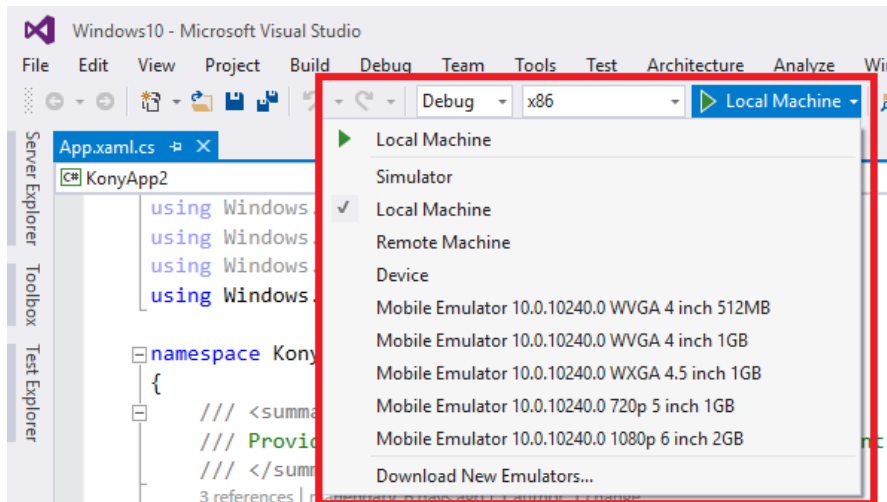 Windows10 - Microsoft Visual Studio
File Edit View Project Build Debug Team Tools Test Architecture Analyze
Debug x86 Local Machine
Server Explorer
Toolbox
Test Explorer
App.xaml.cs
C# KonyApp2
using Windows.
using Windows.
using Windows.
using Windows.
namespace Kony
{
/// <summa
/// Provid
/// </summ
3 references |
Local Machine
Simulator
Local Machine
Remote Machine
Device
Mobile Emulator 10.0.10240.0 WVGA 4 inch 512MB
Mobile Emulator 10.0.10240.0 WVGA 4 inch 1GB
Mobile Emulator 10.0.10240.0 WXGA 4.5 inch 1GB
Mobile Emulator 10.0.10240.0 720p 5 inch 1GB
Mobile Emulator 10.0.10240.0 1080p 6 inch 2GB
Download New Emulators...